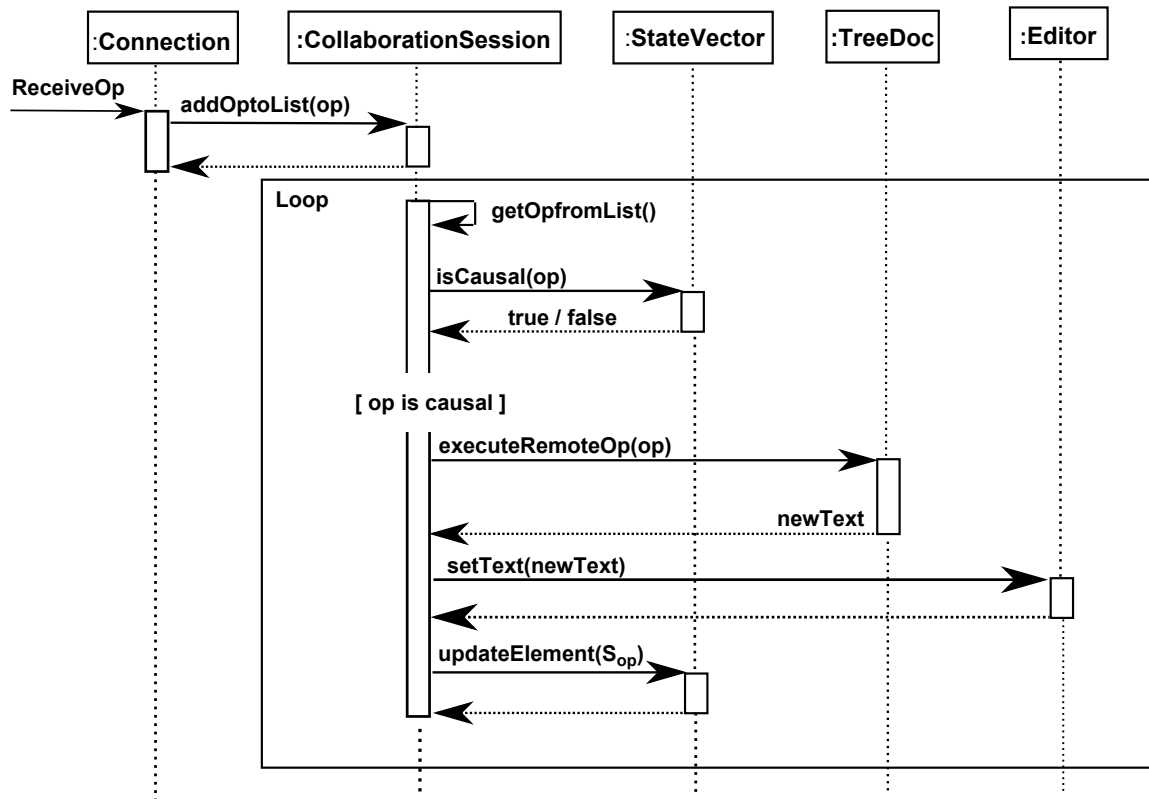 :Connection
:CollaborationSession
:StateVector
:TreeDoc
:Editor
ReceiveOp
addOptoList(op)
Loop
getOpfromList()
isCausal(op)
true / false
[ op is causal ]
executeRemoteOp(op)
newText
setText(newText)
updateElement(Sop)